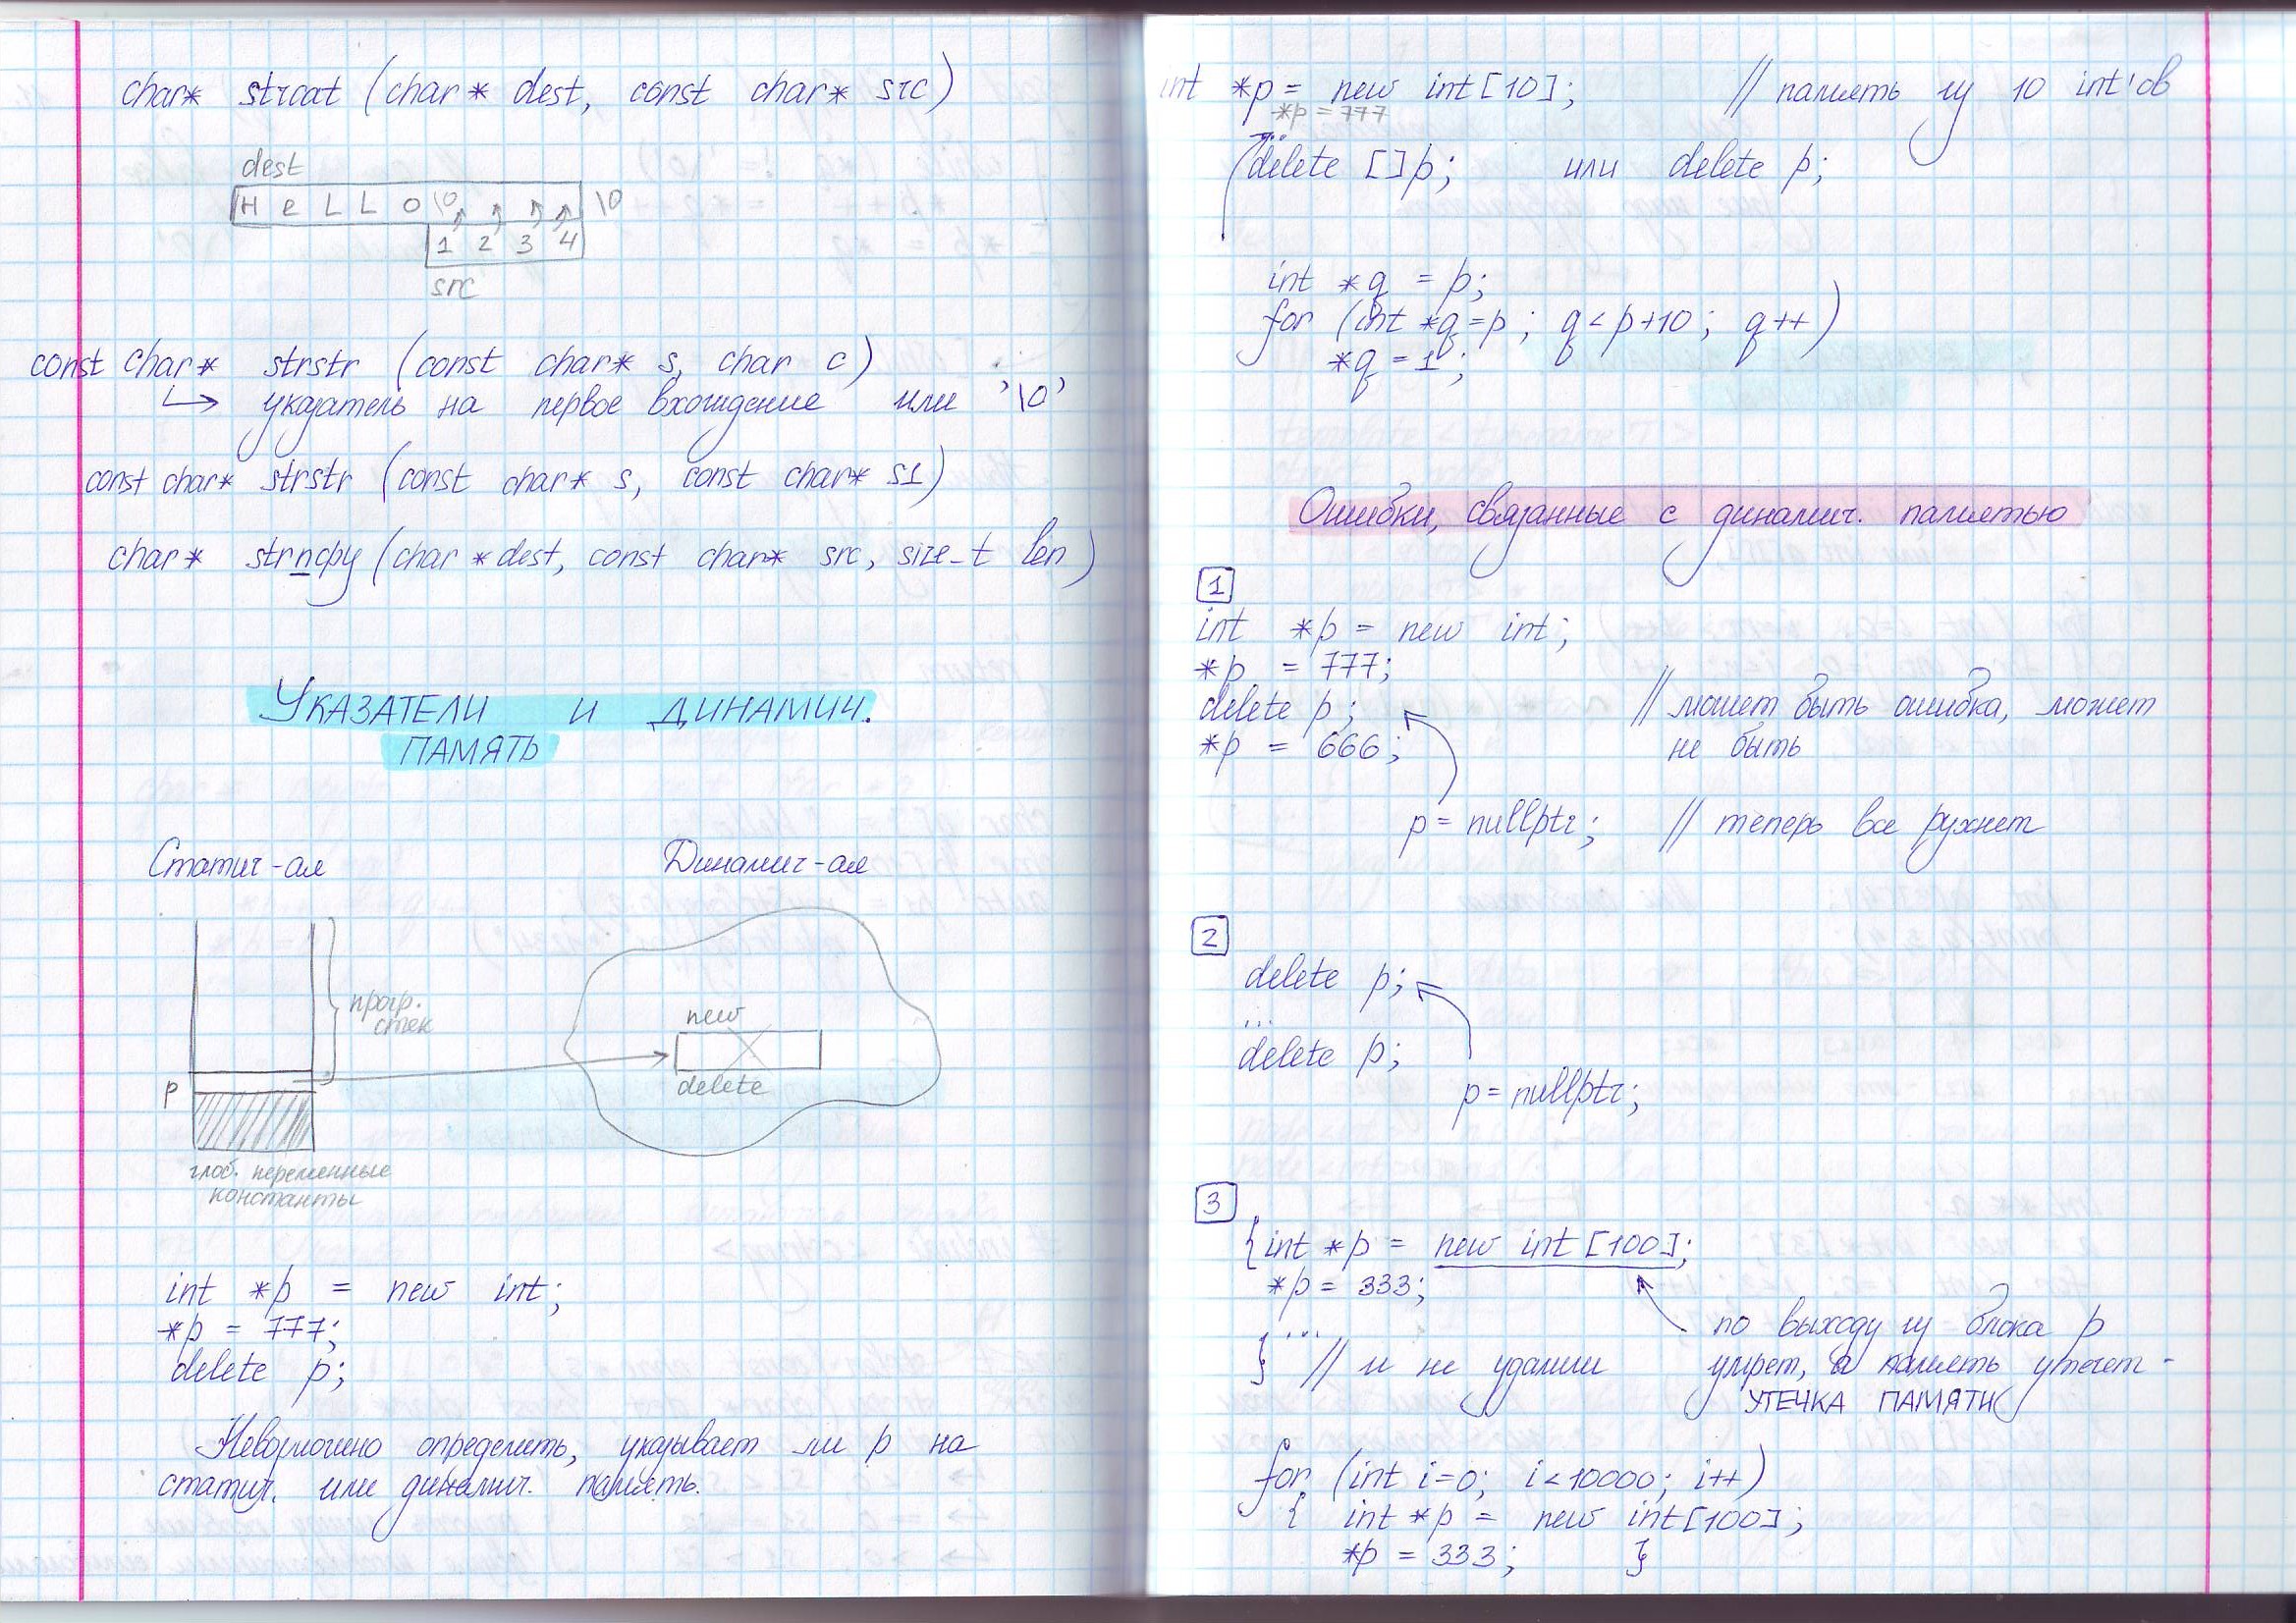 char* strcat (char* dest, const char* src)
dest
H e L L O \0 \0
1 2 3 4
src
const char* strstr (const char* s, char c)
указатель на первое вхождение или '\0'
const char* strstr (const char* s, const char* s1)
char* strncpy (char* dest, const char* src, size_t len)
УКАЗАТЕЛИ И ДИНАМИЧ.
ПАМЯТЬ
Статич-ая Динамич-ая
прогр.
стек
new
delete
p
глоб. переменные
константы
int *p = new int;
*p = 777;
delete p;
Невозможно определить, указывает ли p на
статич. или динамич. память.
int *p = new int[10]; // память из 10 int'ов
*p = 777
...
delete []p; или delete p;
int *q = p;
for (int *q=p; q<p+10; q++)
*q = 1;
Ошибки, связанные с динамич. памятью
1
int *p = new int;
*p = 777;
delete p; // может быть ошибка, может
*p = 666; не быть
p = nullptr; // теперь все рухнет
2
delete p;
...
delete p;
p = nullptr;
3
{int *p = new int[100];
*p = 333;
... по выходу из блока p
} // и не удалили умрет, а память утечет -
УТЕЧКА ПАМЯТИ
for (int i=0; i<10000; i++)
{ int *p = new int[100];
*p = 333; }